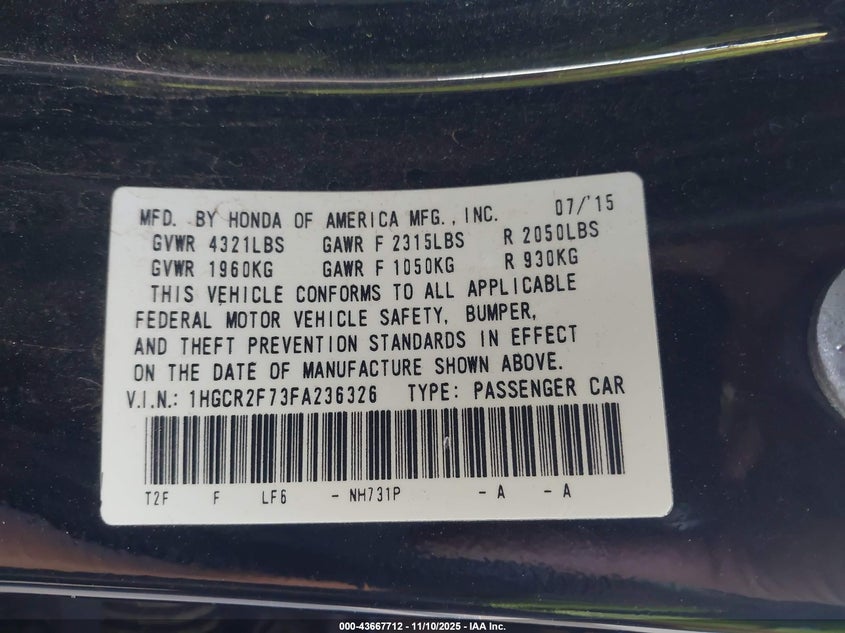 MFD. BY HONDA OF AMERICA MFG., INC. 07/'15
GVWR 4321LBS GAWR F 2315LBS R 2050LBS
GVWR 1960KG GAWR F 1050KG R 930KG
THIS VEHICLE CONFORMS TO ALL APPLICABLE
FEDERAL MOTOR VEHICLE SAFETY, BUMPER,
AND THEFT PREVENTION STANDARDS IN EFFECT
ON THE DATE OF MANUFACTURE SHOWN ABOVE.
V.I.N.: 1HGCR2F73FA236326 TYPE: PASSENGER CAR
T2F F LF6 - NH731P - A - A
000-43667712 - 11/10/2025 - IAA Inc.